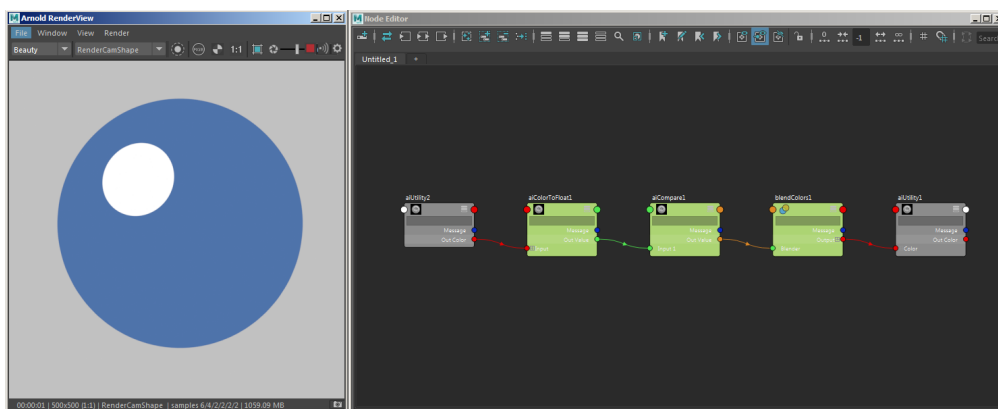 Arnold RenderView
File Window View Render
Beauty
RenderCamShape
1:1
00:00:01 | 500x500 (1:1) | RenderCamShape | samples 6/4/2/2/2/2 | 1059.09 MB
Node Editor
-1
Search
Untitled_1
+
aiUtility2
Message
Out Color
aiColorToFloat1
Message
Out Value
Input
aiCompare1
Message
Out Value
Input 1
blendColors1
Message
Output
Blender
aiUtility1
Message
Out Color
Color